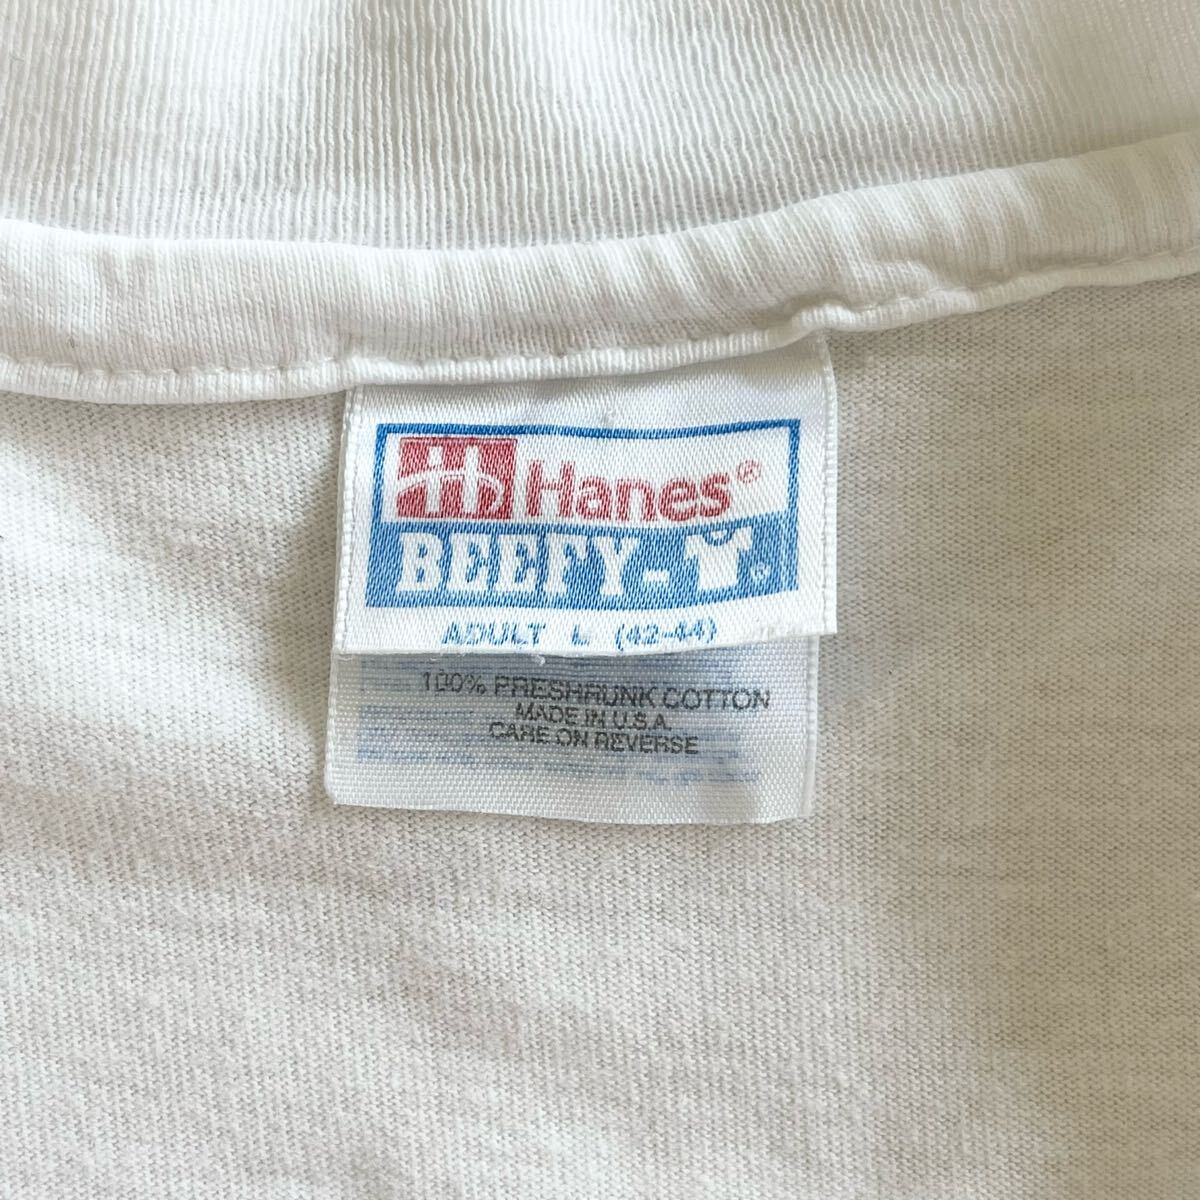 H Hanes®
BEEFY-®
ADULT L (42-44)
100% PRESHRUNK COTTON
MADE IN U.S.A.
CARE ON REVERSE